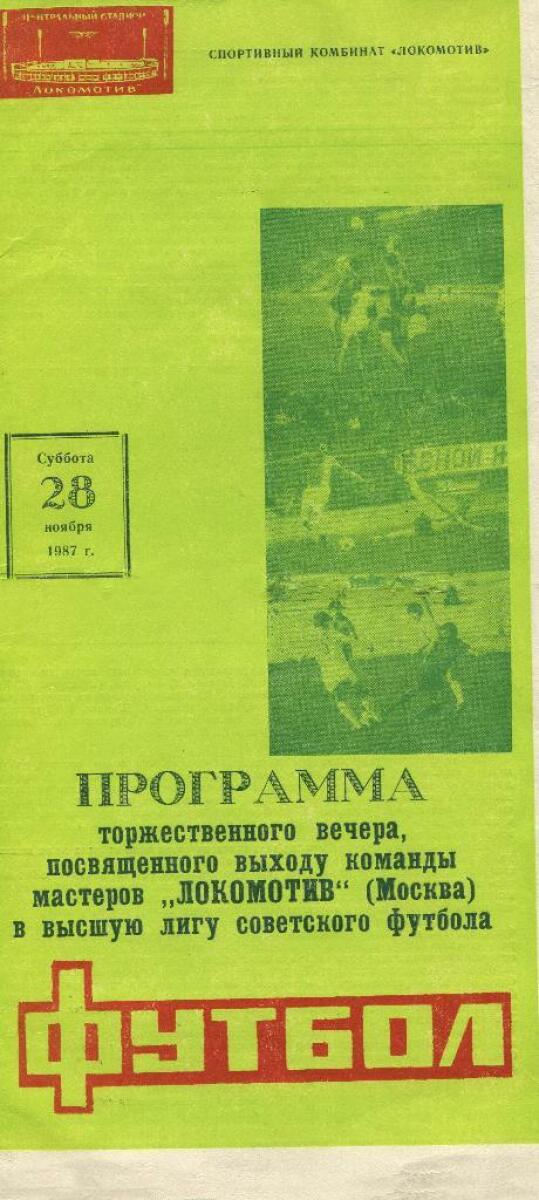 ЦЕНТРАЛЬНЫЙ СТАДИОН
„ЛОКОМОТИВ"
СПОРТИВНЫЙ КОМБИНАТ «ЛОКОМОТИВ»
Суббота
28
ноября
1987 г.
ПРОГРАММА
торжественного вечера,
посвященного выходу команды
мастеров „ЛОКОМОТИВ" (Москва)
в высшую лигу советского футбола
ФУТБОЛ